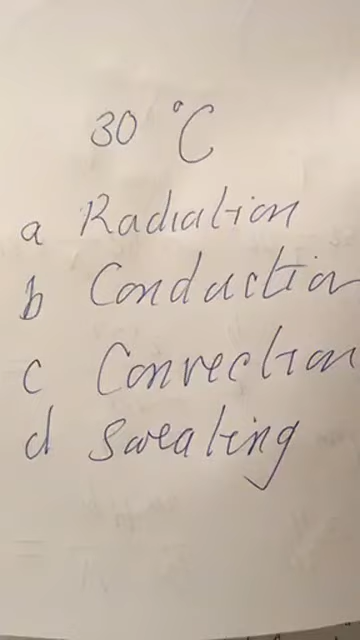 30 °C
a Radiation
b Conduction
c Convection
d Sweating